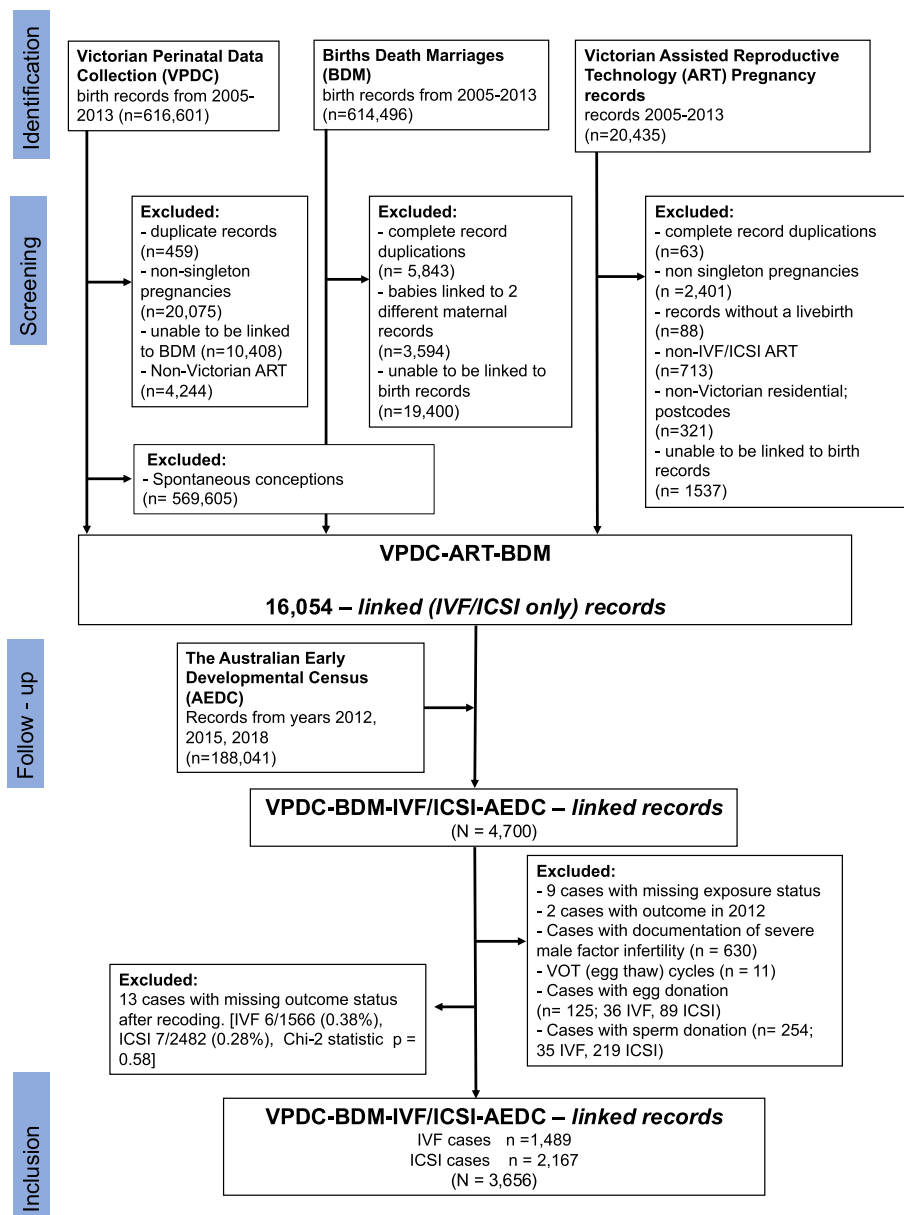 Identification
Victorian Perinatal Data
Collection (VPDC)
birth records from 2005-
2013 (n=616,601)
Births Death Marriages
(BDM)
birth records from 2005-2013
(n=614,496)
Victorian Assisted Reproductive
Technology (ART) Pregnancy
records
records 2005-2013
(n=20,435)
Screening
Excluded:
- duplicate records
(n=459)
- non-singleton
pregnancies
(n=20,075)
- unable to be linked
to BDM (n=10,408)
- Non-Victorian ART
(n=4,244)
Excluded:
- complete record
duplications
(n= 5,843)
- babies linked to 2
different maternal
records
(n=3,594)
- unable to be linked to
birth records
(n=19,400)
Excluded:
- complete record duplications
(n=63)
- non singleton pregnancies
(n =2,401)
- records without a livebirth
(n=88)
- non-IVF/ICSI ART
(n=713)
- non-Victorian residential;
postcodes
(n=321)
- unable to be linked to birth
records
(n= 1537)
Excluded:
- Spontaneous conceptions
(n= 569,605)
VPDC-ART-BDM
16,054 – linked (IVF/ICSI only) records
Follow - up
The Australian Early
Developmental Census
(AEDC)
Records from years 2012,
2015, 2018
(n=188,041)
VPDC-BDM-IVF/ICSI-AEDC – linked records
(N = 4,700)
Excluded:
- 9 cases with missing exposure status
- 2 cases with outcome in 2012
- Cases with documentation of severe
male factor infertility (n = 630)
- VOT (egg thaw) cycles (n = 11)
- Cases with egg donation
(n= 125; 36 IVF, 89 ICSI)
- Cases with sperm donation (n= 254;
35 IVF, 219 ICSI)
Excluded:
13 cases with missing outcome status
after recoding. [IVF 6/1566 (0.38%),
ICSI 7/2482 (0.28%), Chi-2 statistic p =
0.58]
Inclusion
VPDC-BDM-IVF/ICSI-AEDC – linked records
IVF cases n =1,489
ICSI cases n = 2,167
(N = 3,656)